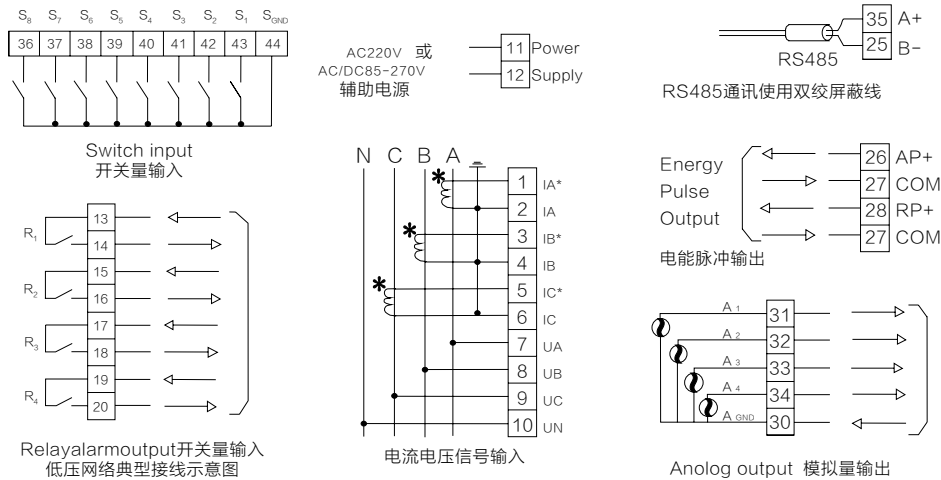 S8 S7 S6 S5 S4 S3 S2 S1 SGND
36 37 38 39 40 41 42 43 44
Switch input
开关量输入
AC220V 或
AC/DC85-270V
辅助电源
11 Power
12 Supply
35 A+
25 B-
RS485
RS485通讯使用双绞屏蔽线
R1
13
14
R2
15
16
R3
17
18
R4
19
20
Relayalarmoutput开关量输入
低压网络典型接线示意图
N C B A
* 1 IA*
2 IA
* 3 IB*
4 IB
* 5 IC*
6 IC
7 UA
8 UB
9 UC
10 UN
电流电压信号输入
Energy
Pulse
Output
电能脉冲输出
26 AP+
27 COM
28 RP+
27 COM
A1 31
A2 32
A3 33
A4 34
AGND 30
Anolog output 模拟量输出